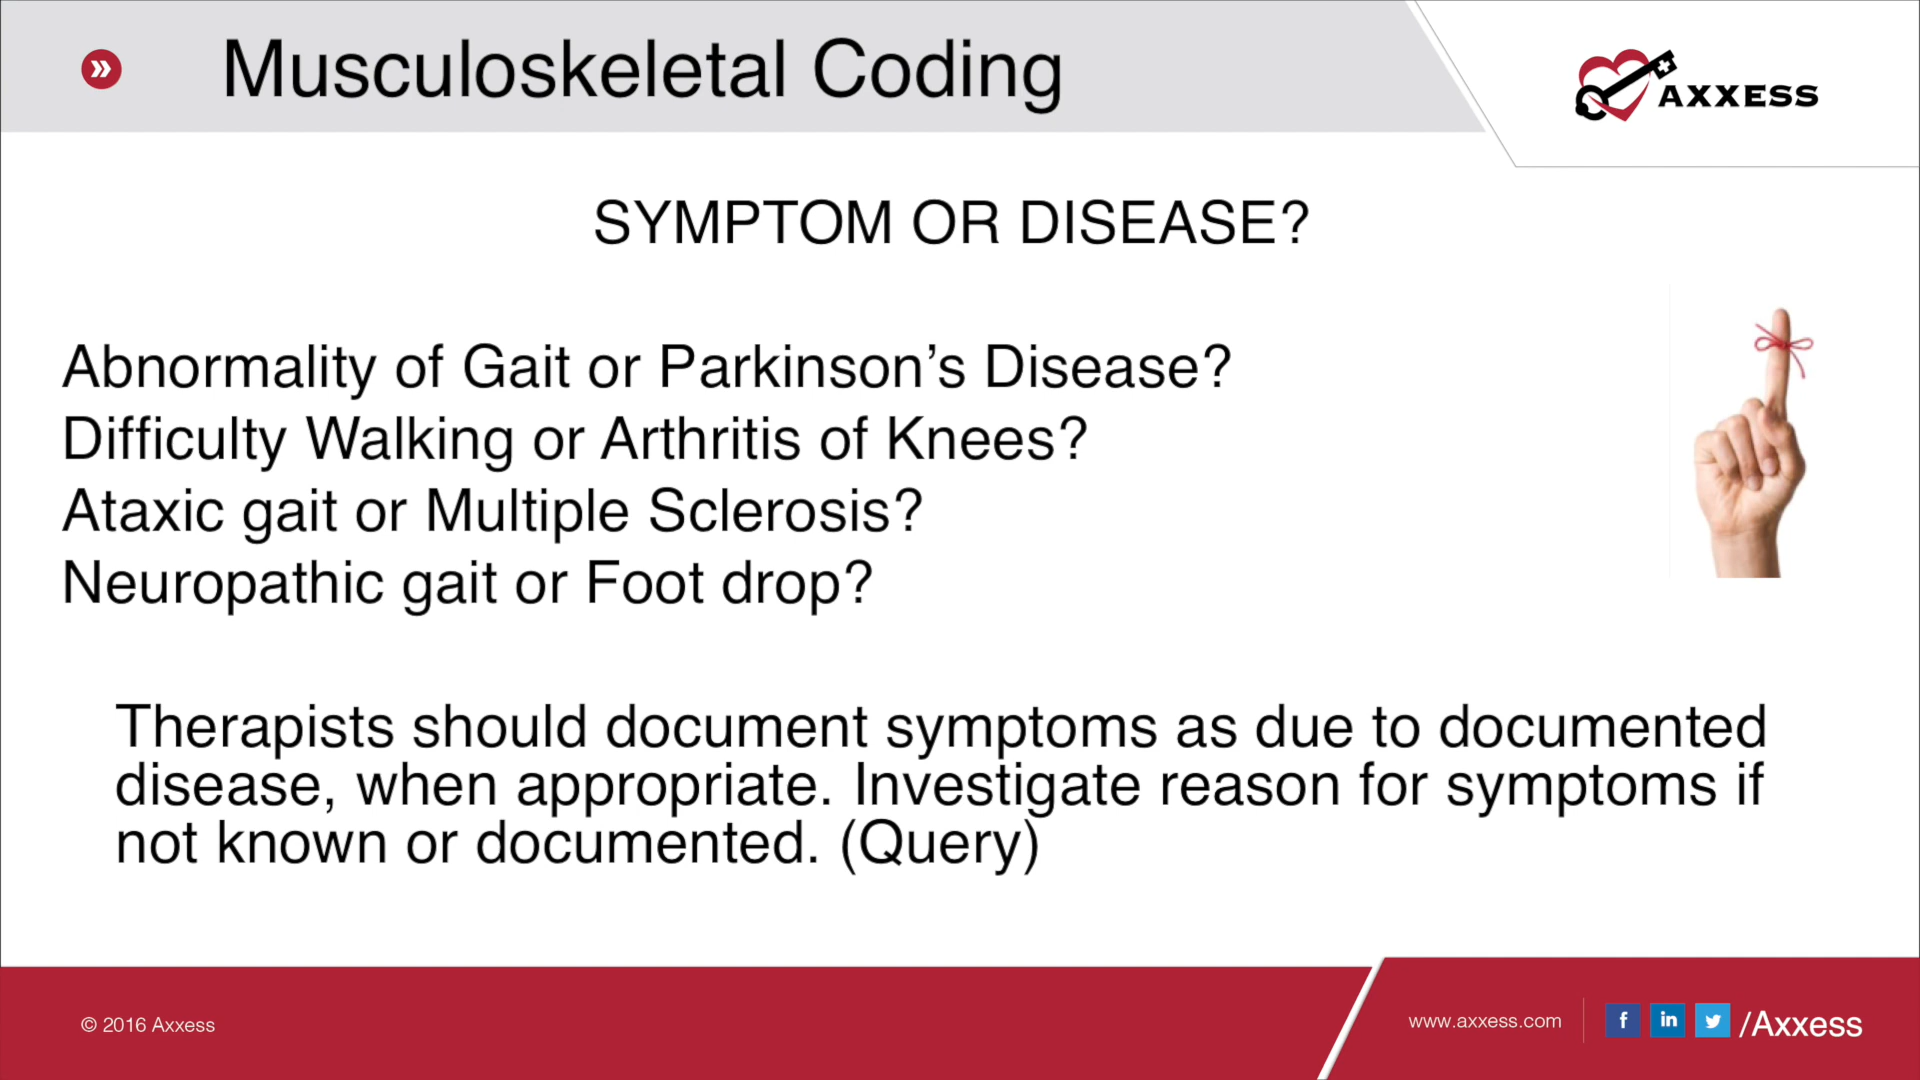 Musculoskeletal Coding
AXXESS
SYMPTOM OR DISEASE?
Abnormality of Gait or Parkinson’s Disease?
Difficulty Walking or Arthritis of Knees?
Ataxic gait or Multiple Sclerosis?
Neuropathic gait or Foot drop?
Therapists should document symptoms as due to documented
disease, when appropriate. Investigate reason for symptoms if
not known or documented. (Query)
© 2016 Axxess
www.axxess.com
f in /Axxess